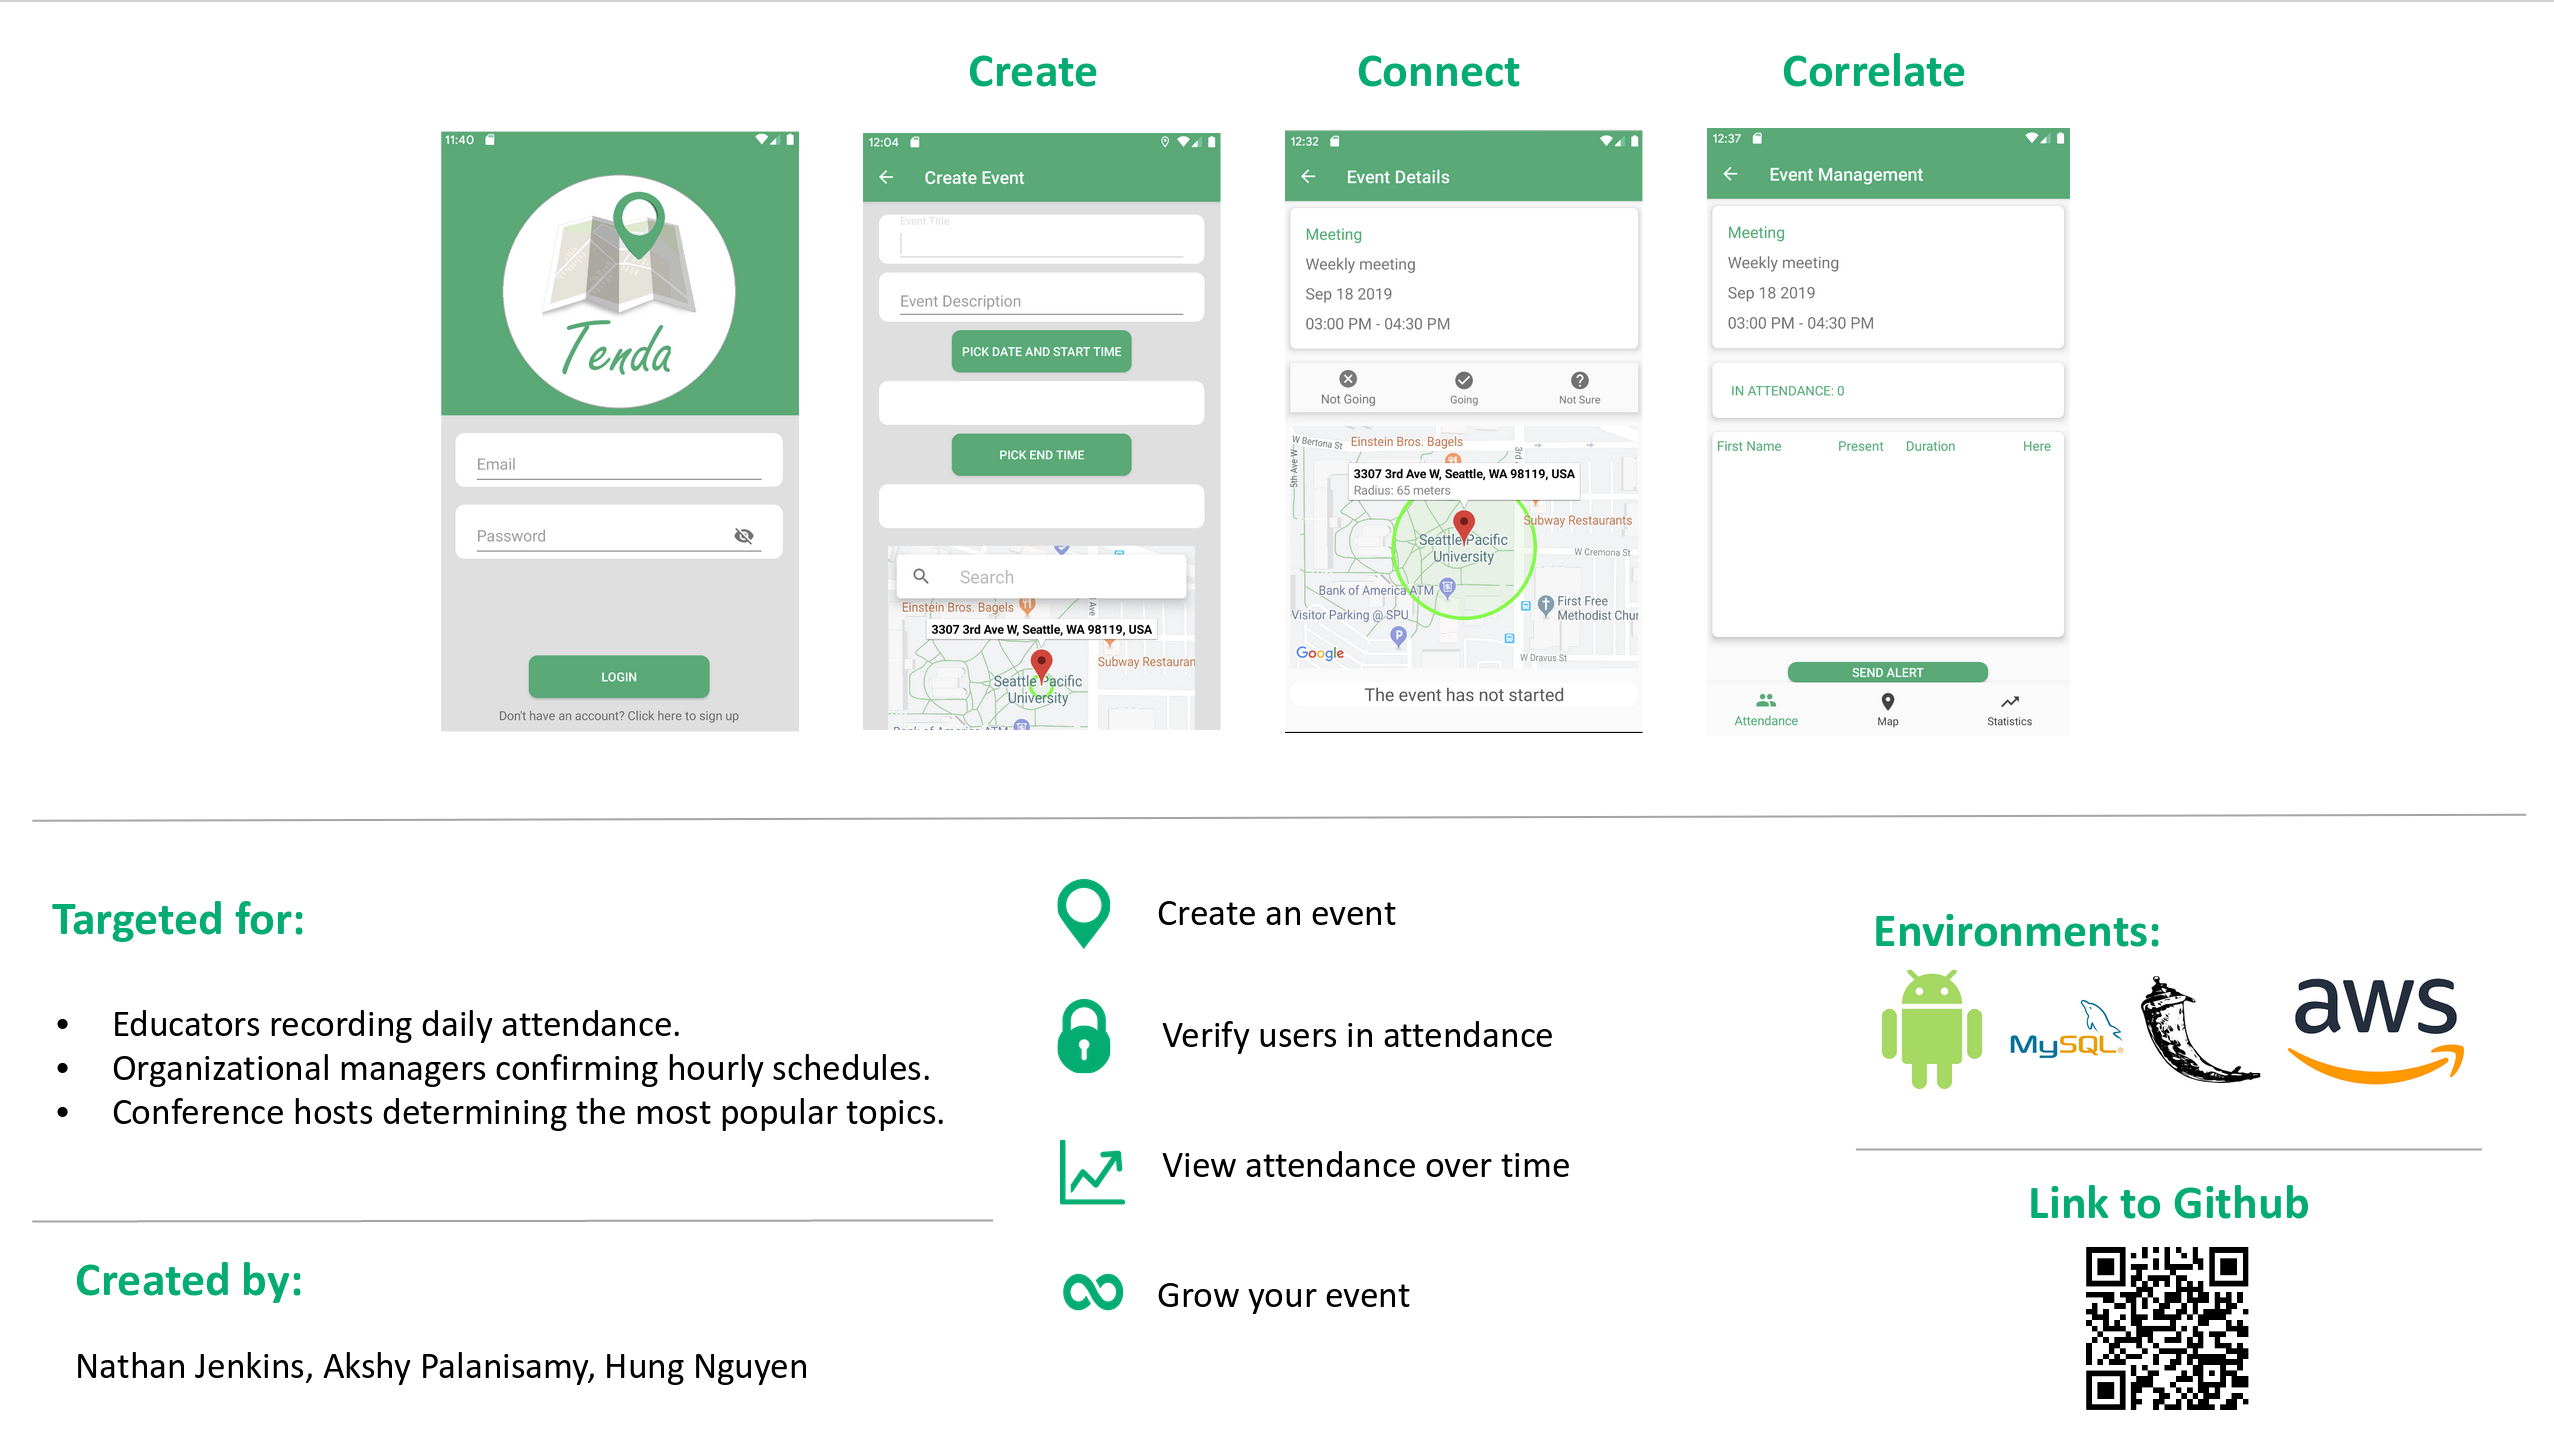 Create
Connect
Correlate
11:40
Tenda
Email
Password
LOGIN
Don't have an account? Click here to sign up
12:04
Create Event
Event Title
Event Description
PICK DATE AND START TIME
PICK END TIME
Search
Einstein Bros. Bagels
Ave
3307 3rd Ave W, Seattle, WA 98119, USA
Subway Restauran
Seattle Pacific
University
Bank of America ATM
12:32
Event Details
Meeting
Weekly meeting
Sep 18 2019
03:00 PM - 04:30 PM
Not Going
Going
Not Sure
W Bertona St
Einstein Bros. Bagels
3rd
5th Ave W
3307 3rd Ave W, Seattle, WA 98119, USA
Radius: 65 meters
Subway Restaurants
Seattle Pacific
University
W Cremona St
Bank of America ATM
First Free
Methodist Chur
Visitor Parking @ SPU
P
Google
W Dravus St
The event has not started
12:37
Event Management
Meeting
Weekly meeting
Sep 18 2019
03:00 PM - 04:30 PM
IN ATTENDANCE: 0
First Name Present Duration Here
SEND ALERT
Attendance
Map
Statistics
Targeted for:
• Educators recording daily attendance.
• Organizational managers confirming hourly schedules.
• Conference hosts determining the most popular topics.
Created by:
Nathan Jenkins, Akshy Palanisamy, Hung Nguyen
Create an event
Verify users in attendance
View attendance over time
Grow your event
Environments:
MySQL
aws
Link to Github